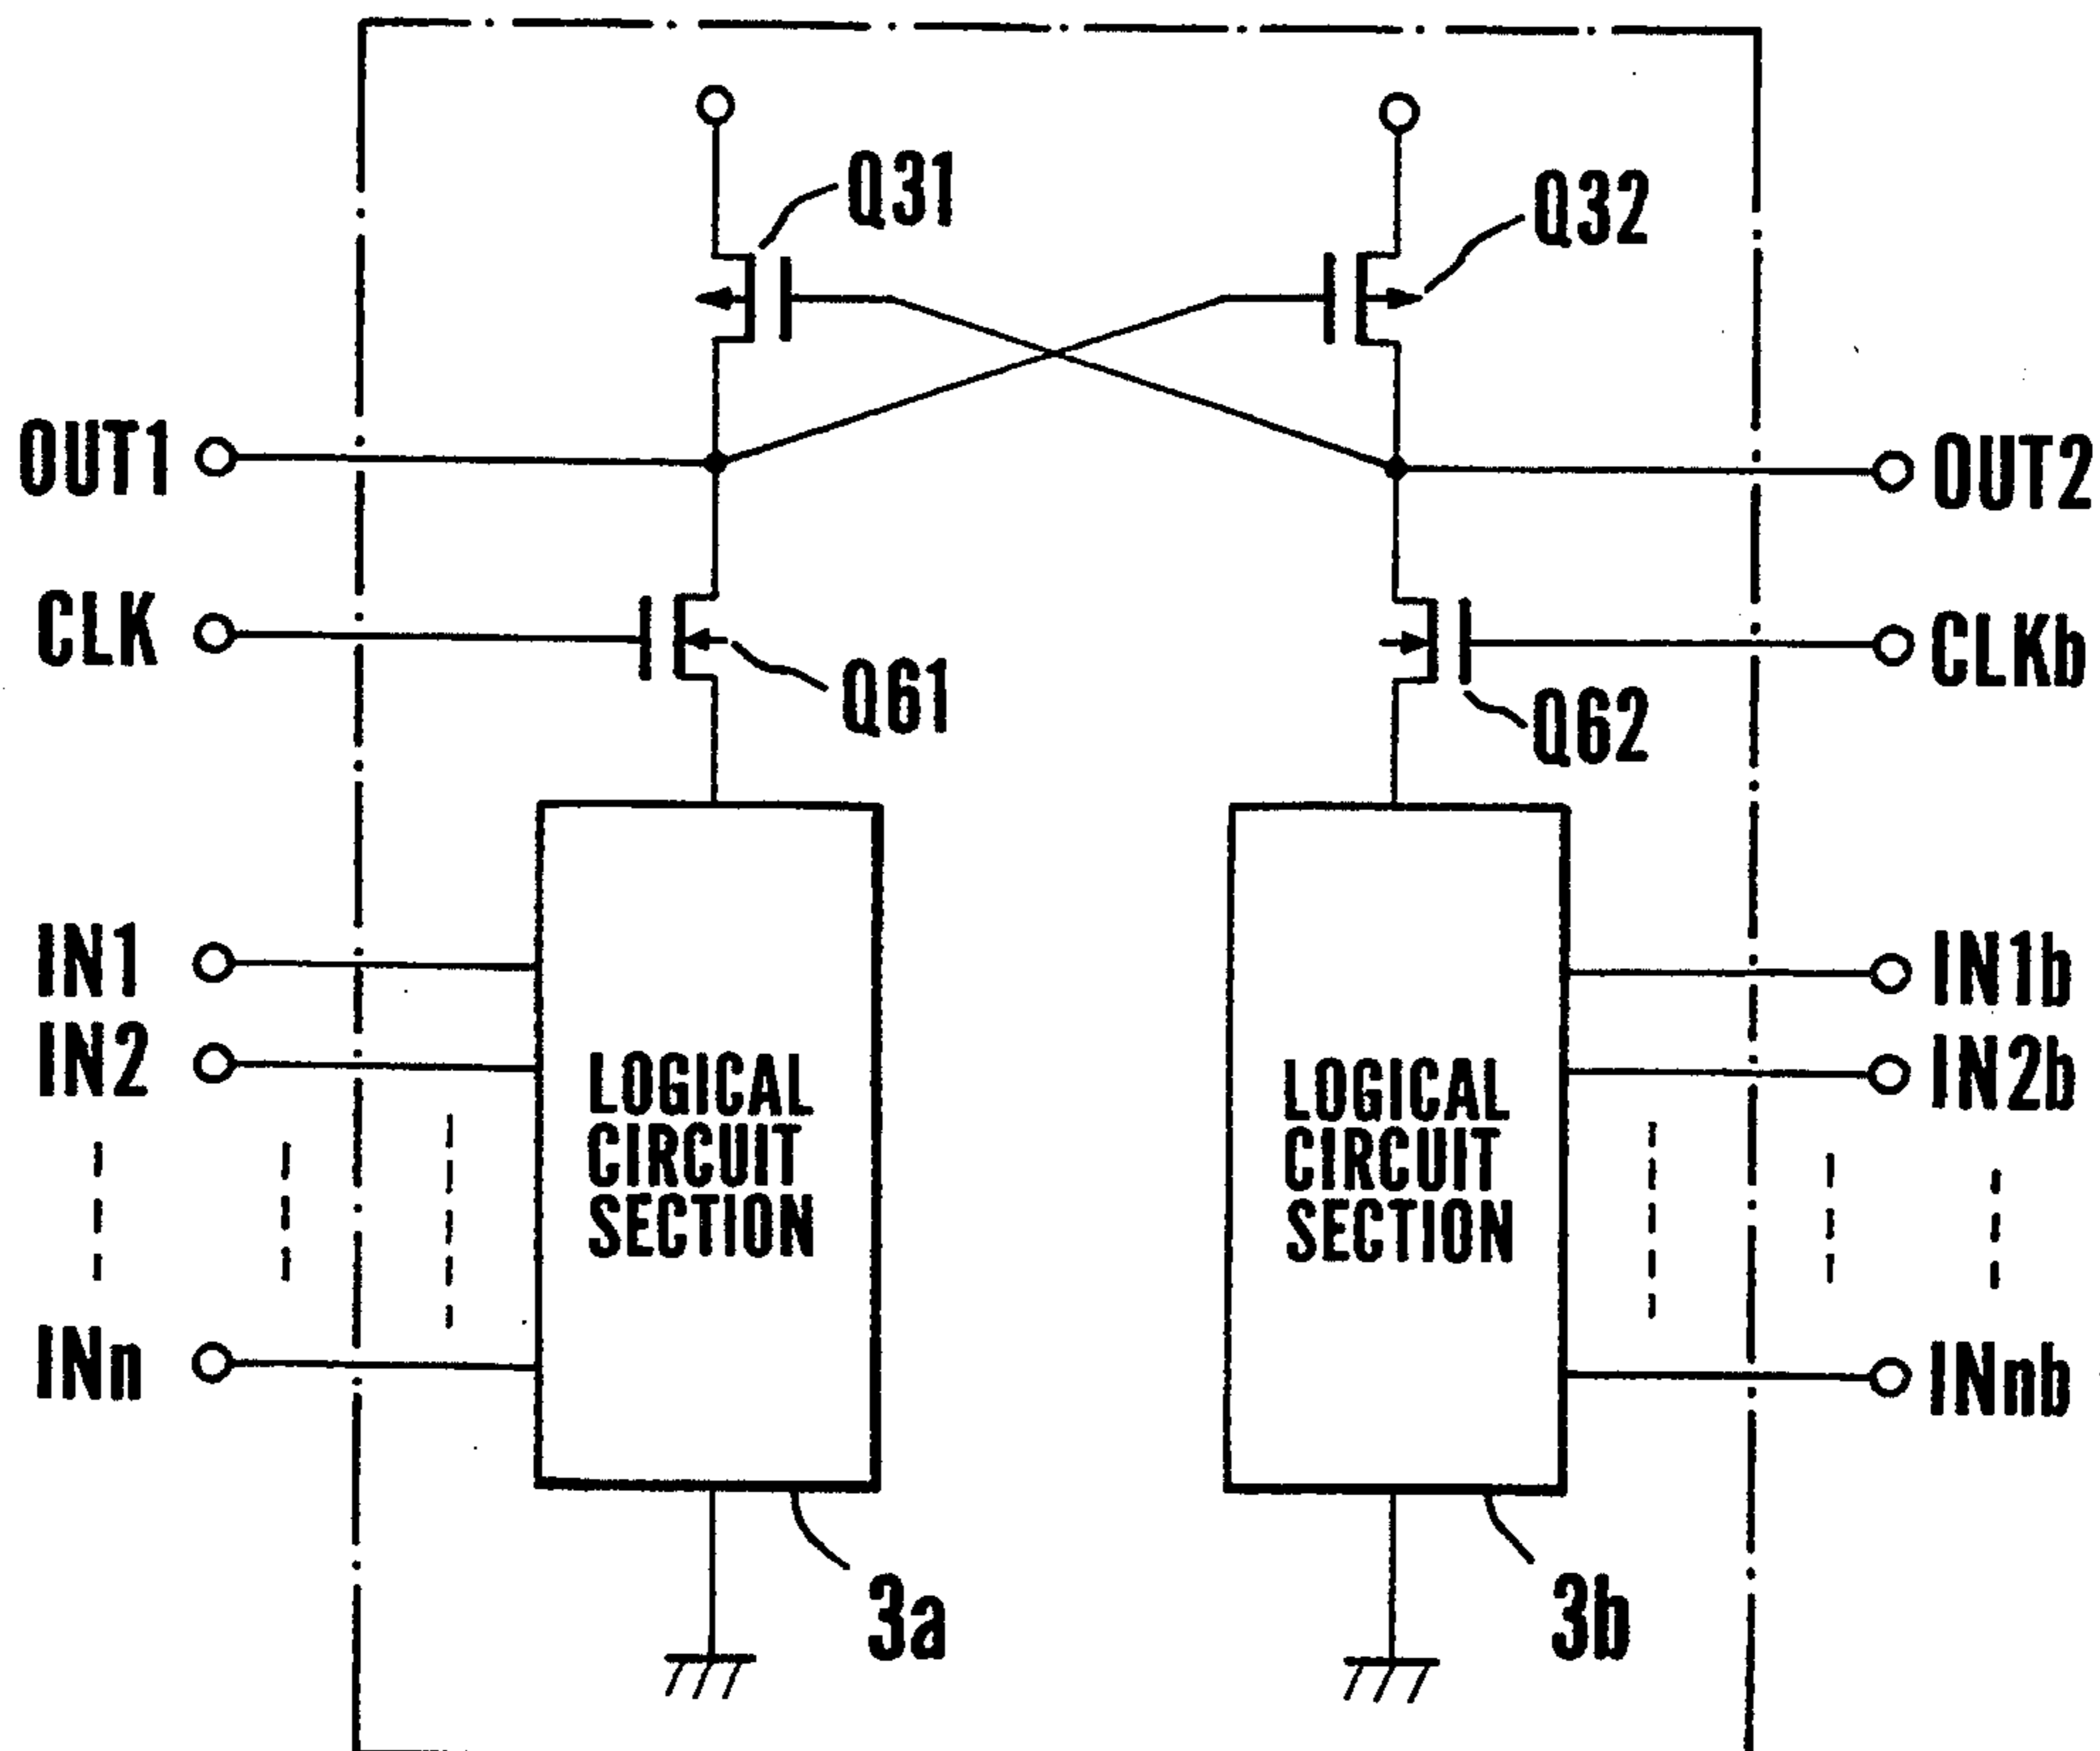 Q31
Q32
OUT1
OUT2
CLK
CLKb
Q61
Q62
IN1
IN1b
IN2
IN2b
LOGICAL
CIRCUIT
SECTION
LOGICAL
CIRCUIT
SECTION
INn
INnb
3a
3b